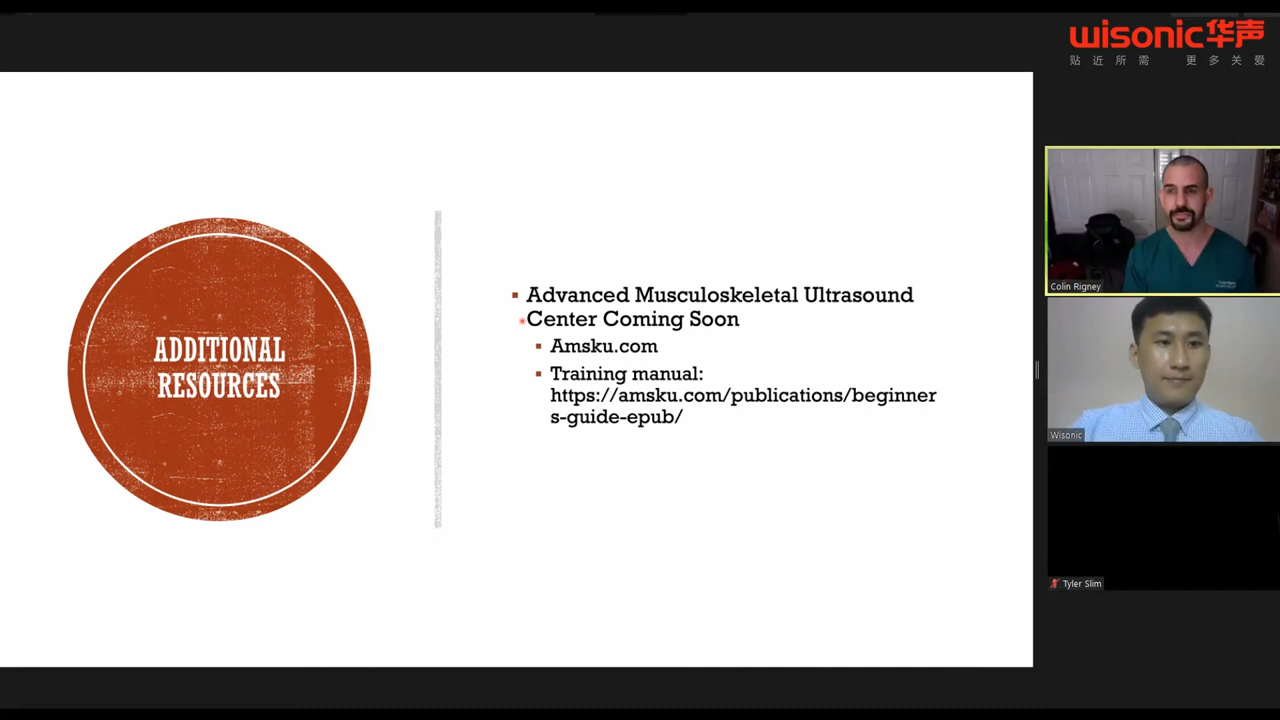 wisonic华声
贴近所需 更多关爱
ADDITIONAL
RESOURCES
Advanced Musculoskeletal Ultrasound
Center Coming Soon
Amsku.com
Training manual:
https://amsku.com/publications/beginner
s-guide-epub/
Colin Rigney
Wisonic
Tyler Slim